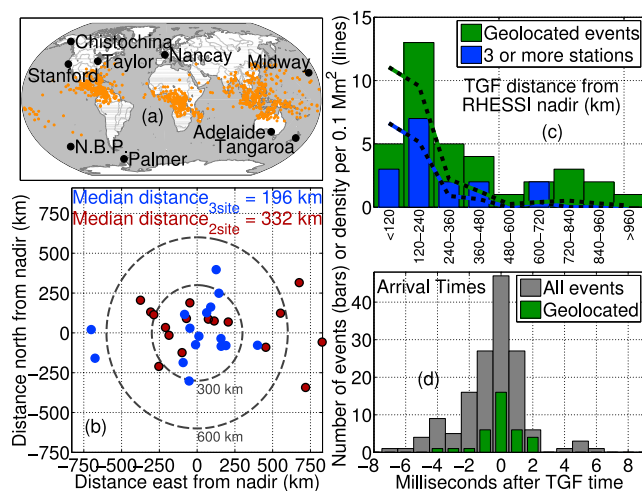 Chistochina
Nancay
Taylor
Stanford
Midway
(a)
Adelaide
N.B.P.
Tangaroa
Palmer
Median distance3site = 196 km
Median distance2site = 332 km
750
500
250
0
−250
−500
−750
300 km
600 km
(b)
−750
−500
−250
0
250
500
750
Distance east from nadir (km)
Distance north from nadir (km)
Geolocated events
3 or more stations
TGF distance from
RHESSI nadir (km)
(c)
15
10
5
0
<120
120−240
240−360
360−480
480−600
600−720
720−840
840−960
>960
Number of events (bars) or density per 0.1 Mm2 (lines)
Arrival Times
All events
Geolocated
(d)
40
30
20
10
0
−8
−6
−4
−2
0
2
4
6
8
Milliseconds after TGF time